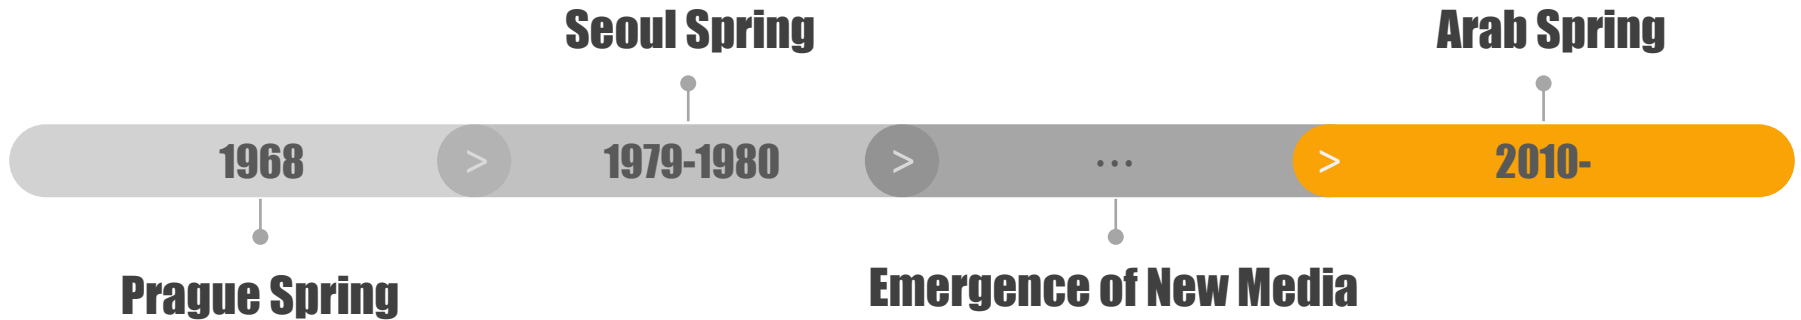 Seoul Spring
Arab Spring
1968 > 1979-1980 > ... > 2010-
Prague Spring
Emergence of New Media